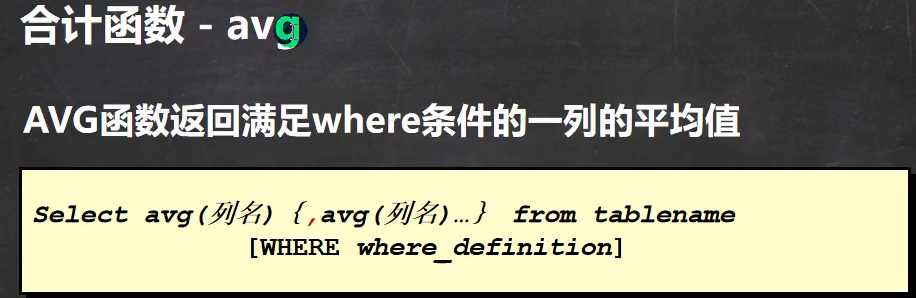 合计函数 - avg
AVG函数返回满足where条件的一列的平均值
Select avg(列名)｛,avg(列名)…｝ from tablename
[WHERE where_definition]